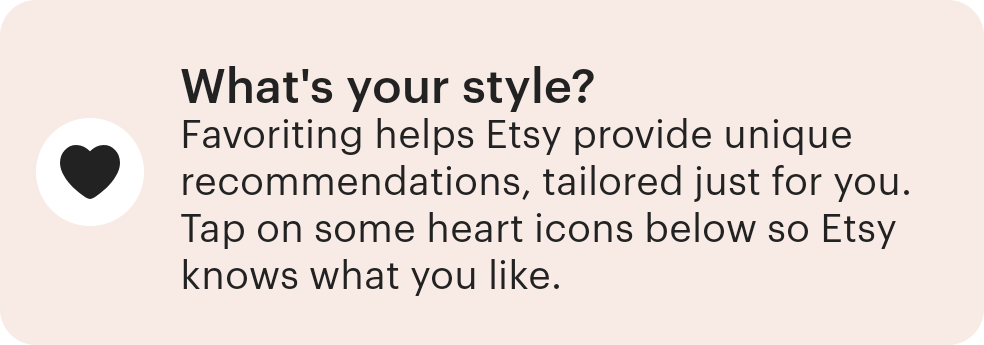 What's your style?
Favoriting helps Etsy provide unique
recommendations, tailored just for you.
Tap on some heart icons below so Etsy
knows what you like.